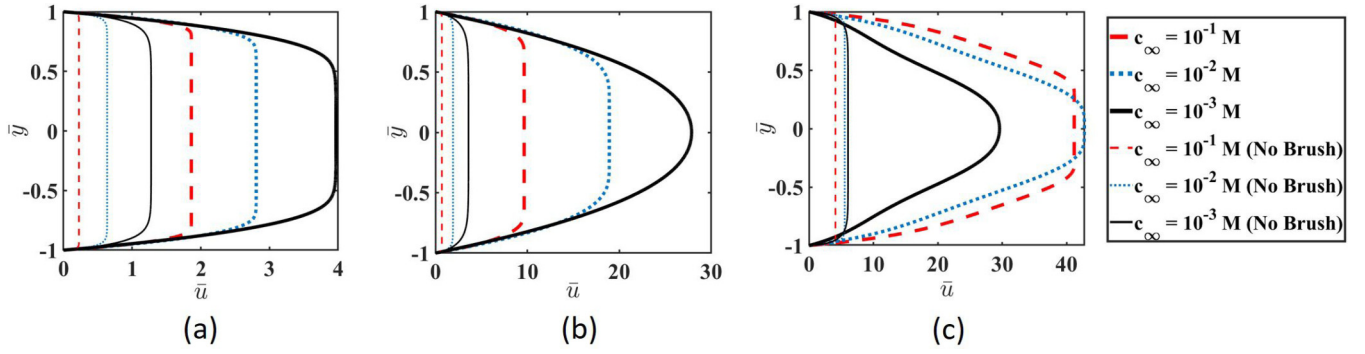 1
0.5
ȳ 0
-0.5
-1
0 1 2 3 4
ū
(a)
1
0.5
ȳ 0
-0.5
-1
0 10 20 30
ū
(b)
1
0.5
ȳ 0
-0.5
-1
0 10 20 30 40
ū
(c)
c∞ = 10⁻¹ M
c∞ = 10⁻² M
c∞ = 10⁻³ M
c∞ = 10⁻¹ M (No Brush)
c∞ = 10⁻² M (No Brush)
c∞ = 10⁻³ M (No Brush)